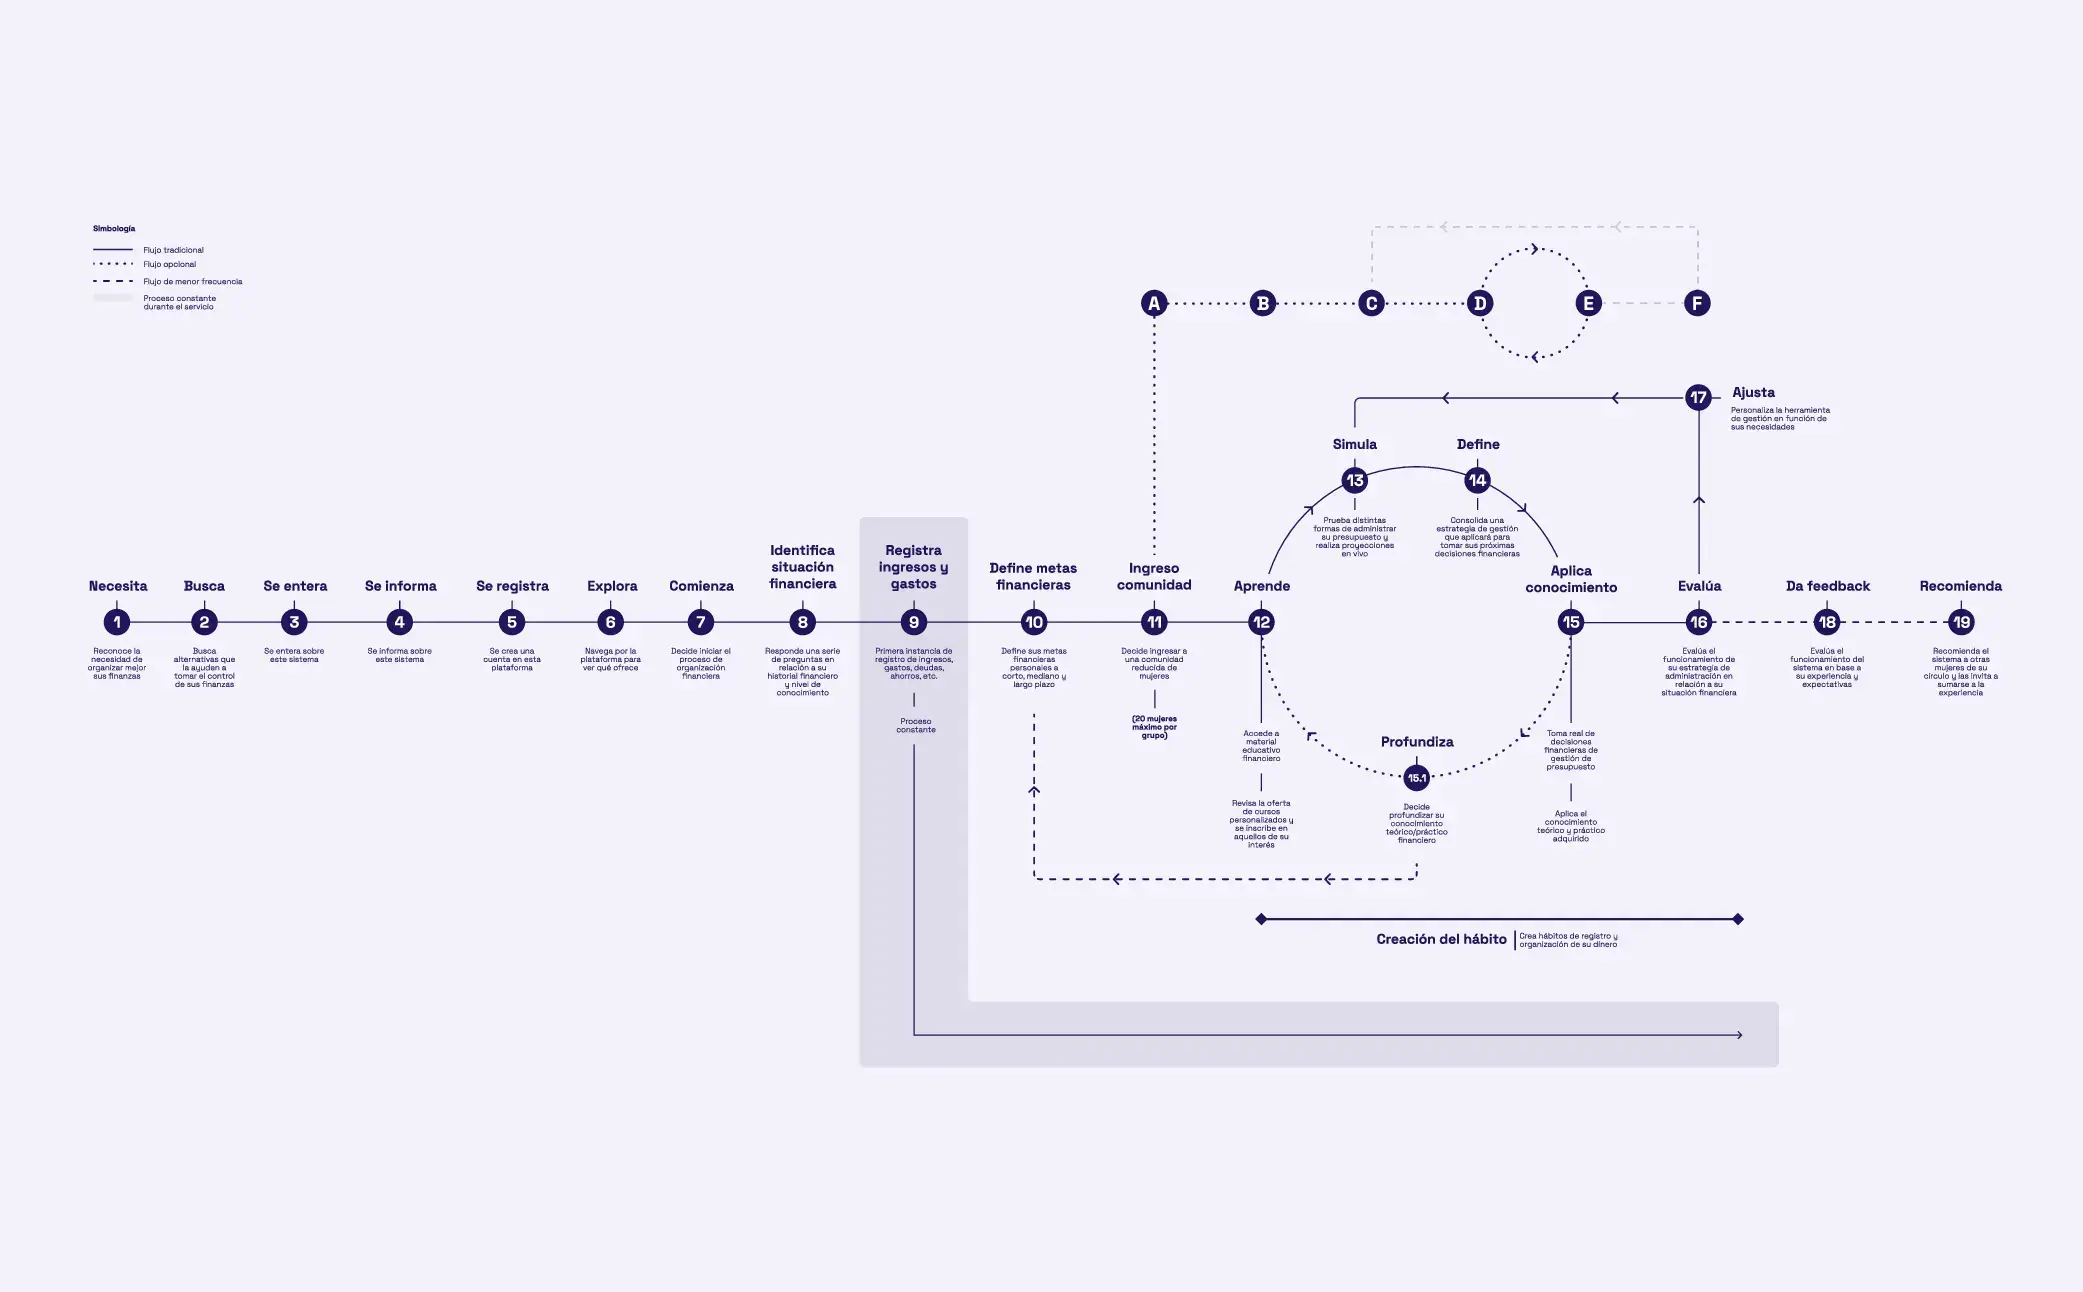 Simbología
Flujo tradicional
Flujo opcional
Flujo de menor frecuencia
Proceso constante
durante el servicio
A
B
C
D
E
F
17
Ajusta
Personaliza la herramienta
de gestión en función de
sus necesidades
Simula
13
Prueba distintas
formas de administrar
su presupuesto y
realiza proyecciones
en vivo
Define
14
Consolida una
estrategia de gestión
que aplicará para
tomar sus próximas
decisiones financieras
Necesita
1
Reconoce la
necesidad de
organizar mejor
sus finanzas
Busca
2
Busca
alternativas que
la ayuden a
tomar el control
de sus finanzas
Se entera
3
Se entera sobre
este sistema
Se informa
4
Se informa sobre
este sistema
Se registra
5
Se crea una
cuenta en esta
plataforma
Explora
6
Navega por la
plataforma para
ver qué ofrece
Comienza
7
Decide iniciar el
proceso de
organización
financiera
Identifica
situación
financiera
8
Responde una serie
de preguntas en
relación a su
historial financiero
y nivel de
conocimiento
Registra
ingresos y
gastos
9
Primera instancia de
registro de ingresos,
gastos, deudas,
ahorros, etc.
Proceso
constante
Define metas
financieras
10
Define sus metas
financieras
personales a
corto, mediano y
largo plazo
Ingreso
comunidad
11
Decide ingresar a
una comunidad
reducida de
mujeres
(20 mujeres
máximo por
grupo)
Aprende
12
Accede a
material
educativo
financiero
Revisa la oferta
de cursos
personalizados y
se inscribe en
aquellos de su
interés
Profundiza
15.1
Decide
profundizar su
conocimiento
teórico/práctico
financiero
Aplica
conocimiento
15
Toma real de
decisiones
financieras de
gestión de
presupuesto
Aplica el
conocimiento
teórico y práctico
adquirido
Evalúa
16
Evalúa el
funcionamiento de
su estrategia de
administración en
relación a su
situación financiera
Da feedback
18
Evalúa el
funcionamiento del
sistema en base a
su experiencia y
expectativas
Recomienda
19
Recomienda el
sistema a otras
mujeres de su
círculo y las invita a
sumarse a la
experiencia
Creación del hábito
Crea hábitos de registro y
organización de su dinero